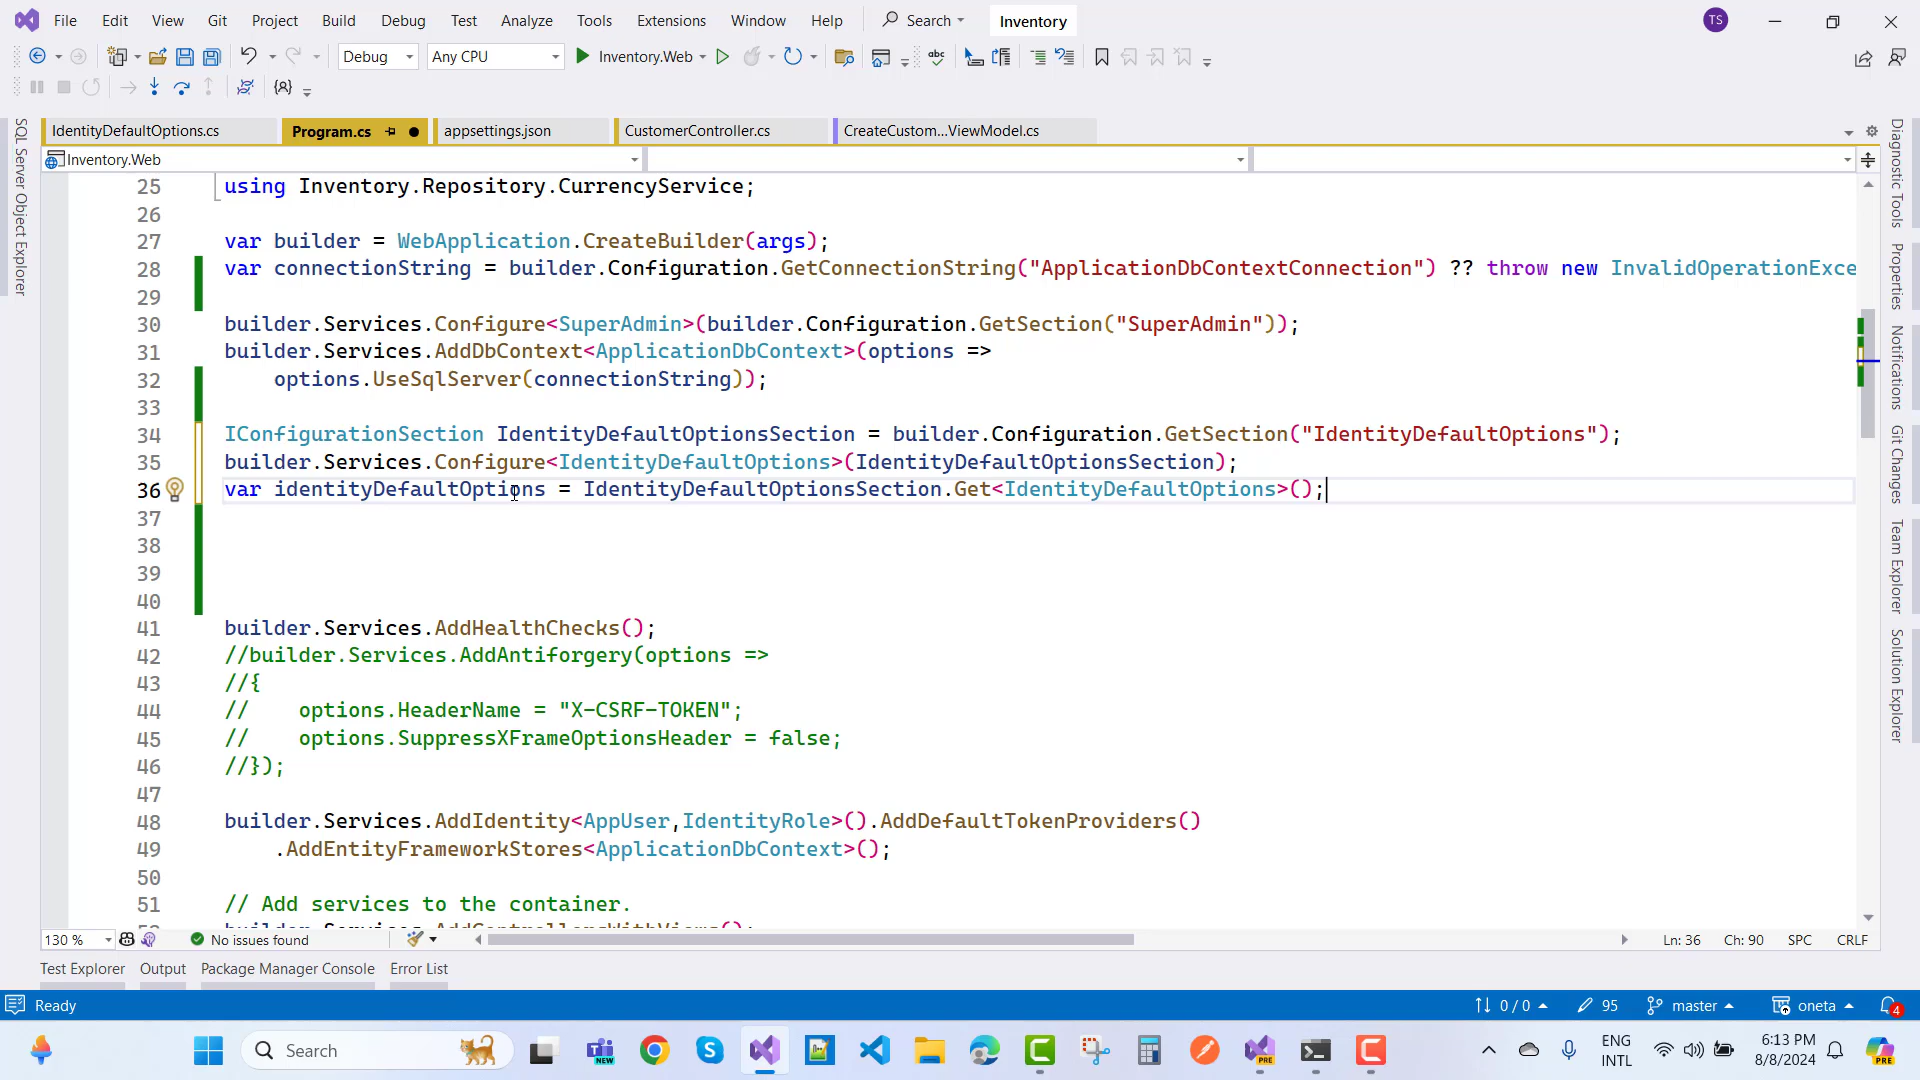 File Edit View Git Project Build Debug Test Analyze Tools Extensions Window Help Search Inventory TS
Debug Any CPU Inventory.Web
IdentityDefaultOptions.cs Program.cs appsettings.json CustomerController.cs CreateCustom...ViewModel.cs
Inventory.Web
25 using Inventory.Repository.CurrencyService;
26
27 var builder = WebApplication.CreateBuilder(args);
28 var connectionString = builder.Configuration.GetConnectionString("ApplicationDbContextConnection") ?? throw new InvalidOperationExce
29
30 builder.Services.Configure<SuperAdmin>(builder.Configuration.GetSection("SuperAdmin"));
31 builder.Services.AddDbContext<ApplicationDbContext>(options =>
32 options.UseSqlServer(connectionString));
33
34 IConfigurationSection IdentityDefaultOptionsSection = builder.Configuration.GetSection("IdentityDefaultOptions");
35 builder.Services.Configure<IdentityDefaultOptions>(IdentityDefaultOptionsSection);
36 var identityDefaultOptions = IdentityDefaultOptionsSection.Get<IdentityDefaultOptions>();
37
38
39
40
41 builder.Services.AddHealthChecks();
42 //builder.Services.AddAntiforgery(options =>
43 //{
44 // options.HeaderName = "X-CSRF-TOKEN";
45 // options.SuppressXFrameOptionsHeader = false;
46 //});
47
48 builder.Services.AddIdentity<AppUser,IdentityRole>().AddDefaultTokenProviders()
49 .AddEntityFrameworkStores<ApplicationDbContext>();
50
51 // Add services to the container.
SQL Server Object Explorer
Diagnostic Tools
Properties
Notifications
Git Changes
Team Explorer
Solution Explorer
130 % No issues found Ln: 36 Ch: 90 SPC CRLF
Test Explorer Output Package Manager Console Error List
Ready 0 / 0 95 master oneta 4
Search ENG INTL 6:13 PM 8/8/2024